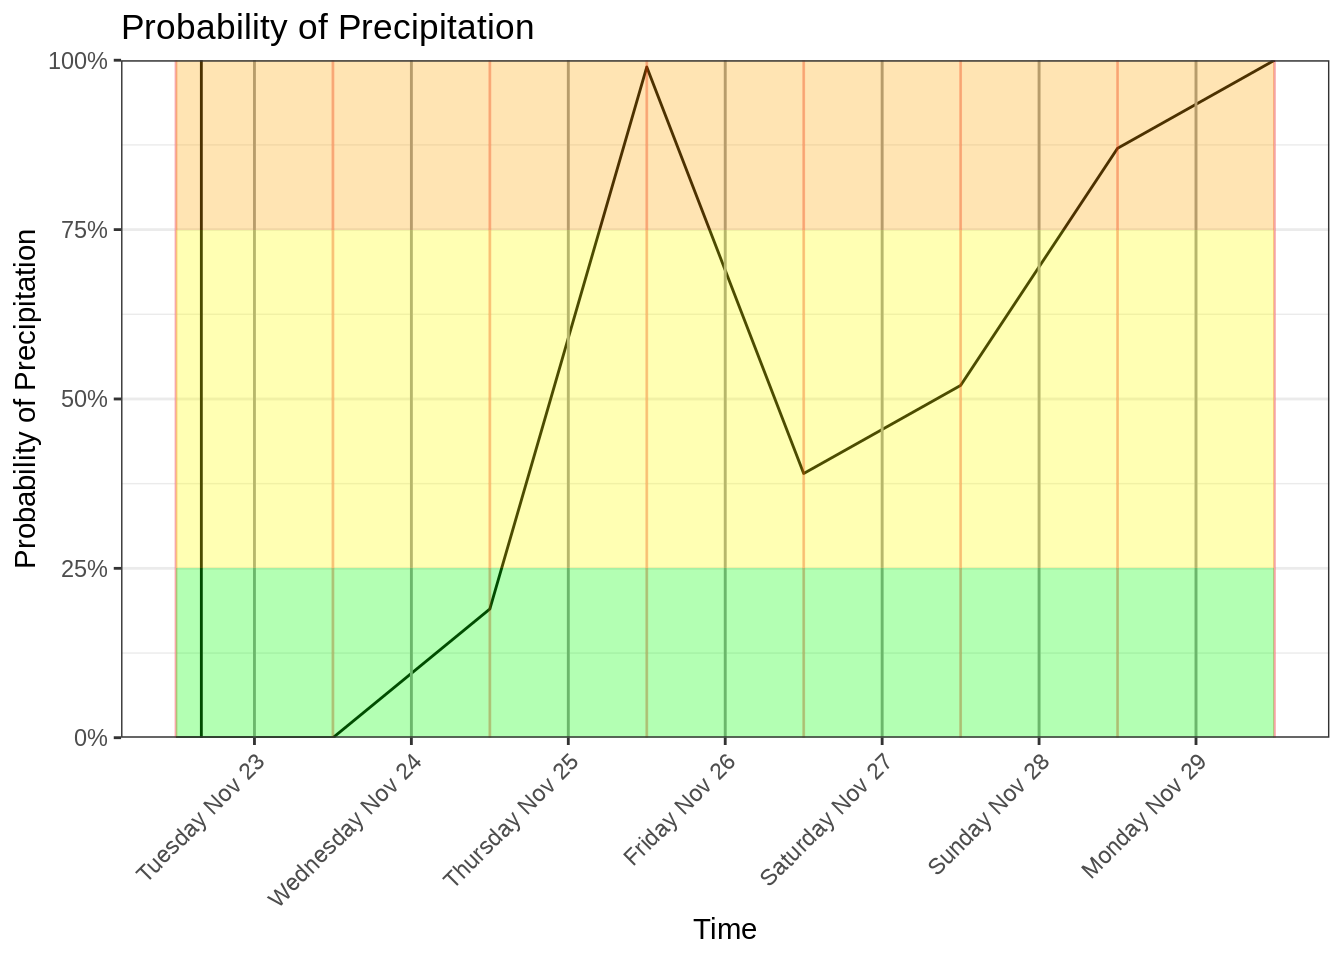 Probability of Precipitation
Probability of Precipitation
100%
75%
50%
25%
0%
Tuesday Nov 23
Wednesday Nov 24
Thursday Nov 25
Friday Nov 26
Saturday Nov 27
Sunday Nov 28
Monday Nov 29
Time